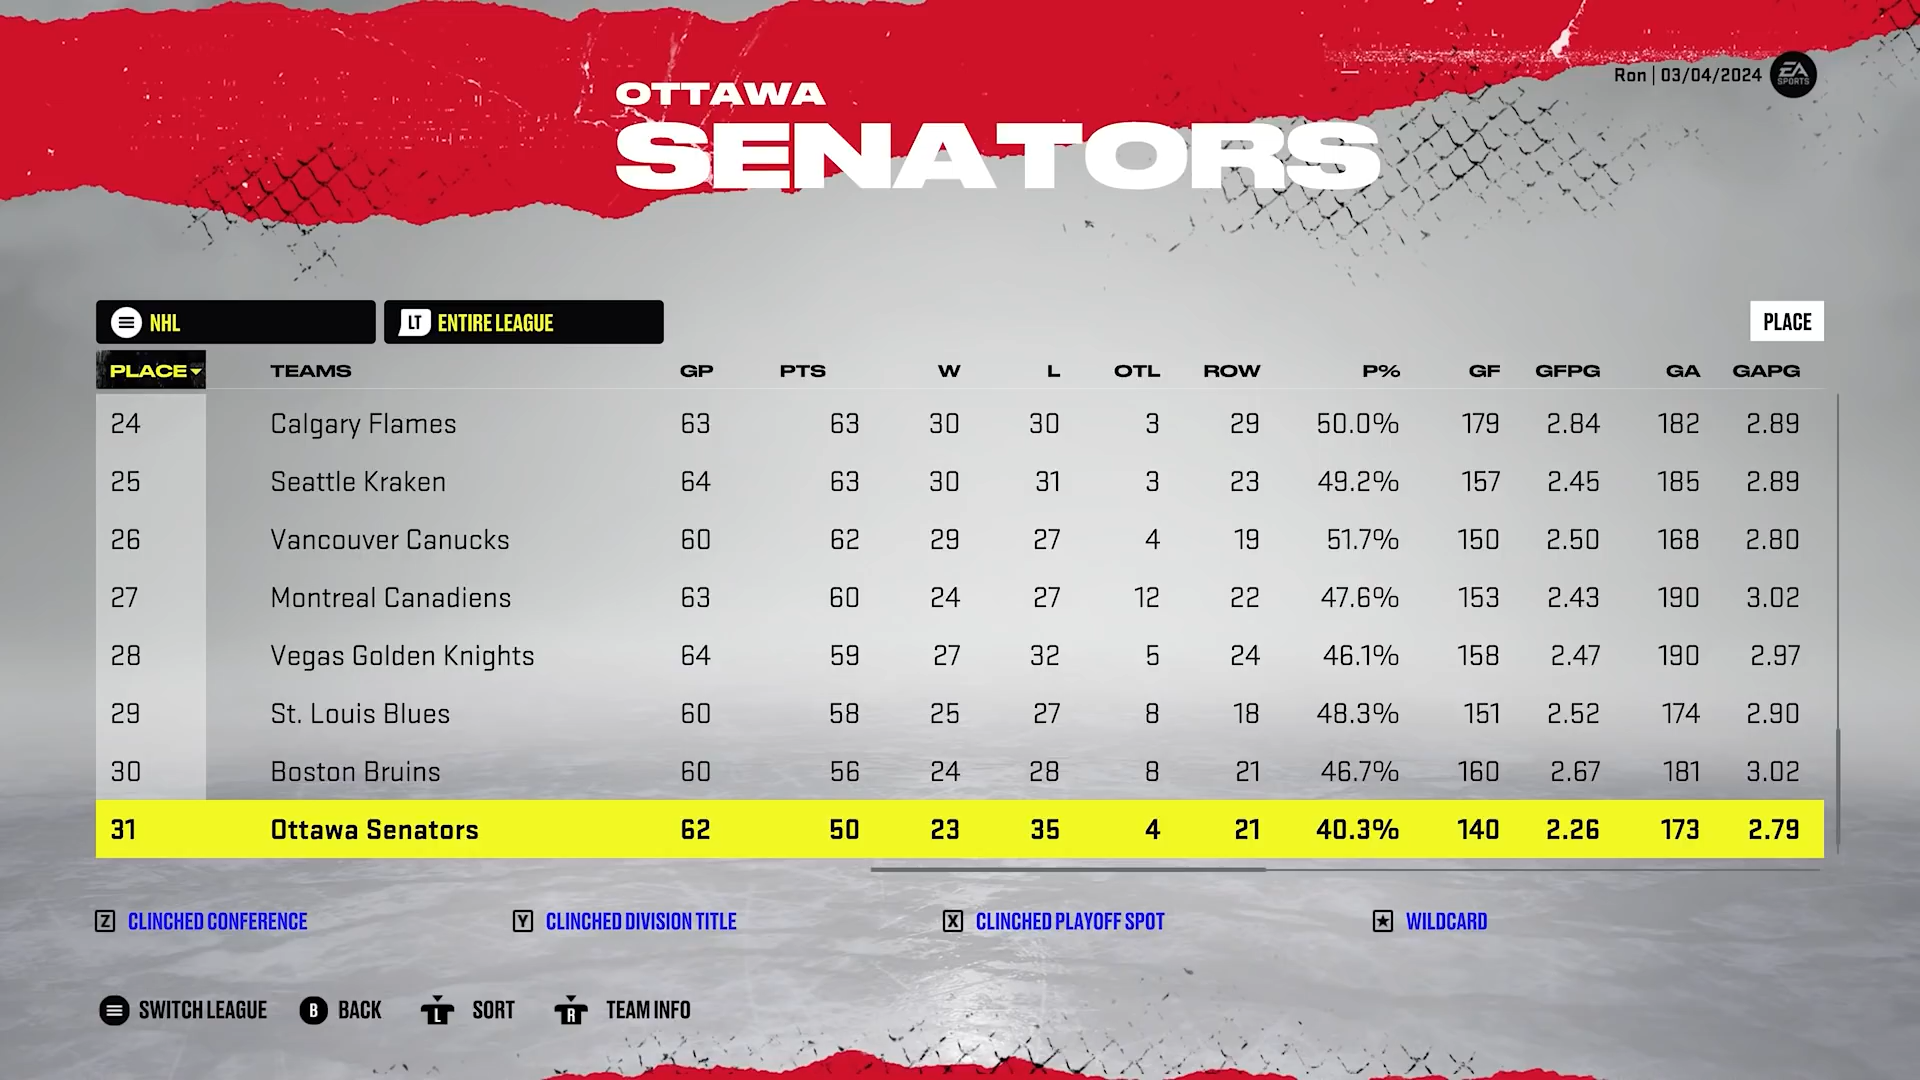 OTTAWA
SENATORS
Ron | 03/04/2024 EA SPORTS
NHL LT ENTIRE LEAGUE PLACE
PLACE TEAMS GP PTS W L OTL ROW P% GF GFPG GA GAPG
24 Calgary Flames 63 63 30 30 3 29 50.0% 179 2.84 182 2.89
25 Seattle Kraken 64 63 30 31 3 23 49.2% 157 2.45 185 2.89
26 Vancouver Canucks 60 62 29 27 4 19 51.7% 150 2.50 168 2.80
27 Montreal Canadiens 63 60 24 27 12 22 47.6% 153 2.43 190 3.02
28 Vegas Golden Knights 64 59 27 32 5 24 46.1% 158 2.47 190 2.97
29 St. Louis Blues 60 58 25 27 8 18 48.3% 151 2.52 174 2.90
30 Boston Bruins 60 56 24 28 8 21 46.7% 160 2.67 181 3.02
31 Ottawa Senators 62 50 23 35 4 21 40.3% 140 2.26 173 2.79
Z CLINCHED CONFERENCE Y CLINCHED DIVISION TITLE X CLINCHED PLAYOFF SPOT ★ WILDCARD
SWITCH LEAGUE B BACK L SORT R TEAM INFO